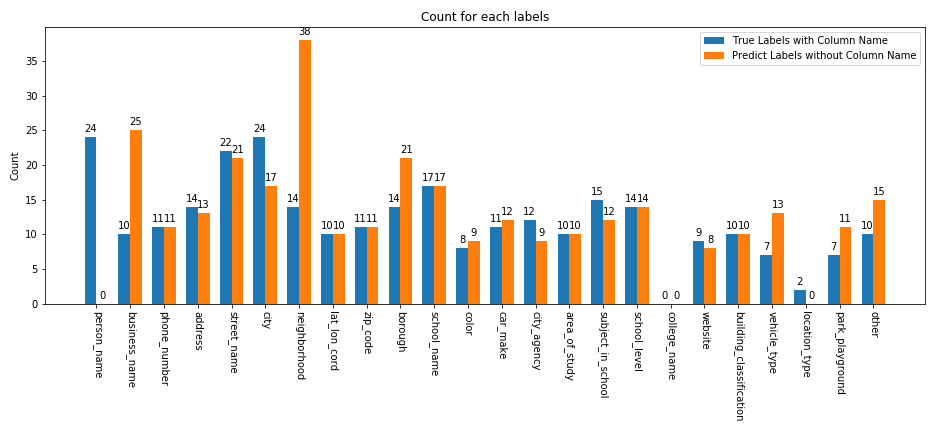 Count for each labels
True Labels with Column Name
Predict Labels without Column Name
Count
35
30
25
20
15
10
5
0
24 0 10 25 11 11 14 13 22 21 24 17 14 38 10 10 11 11 14 21 17 17 8 9 11 12 12 9 10 10 15 12 14 14 0 0 9 8 10 10 7 13 2 0 7 11 10 15
person_name
business_name
phone_number
address
street_name
city
neighborhood
lat_lon_cord
zip_code
borough
school_name
color
car_make
city_agency
area_of_study
subject_in_school
school_level
college_name
website
building_classification
vehicle_type
location_type
park_playground
other